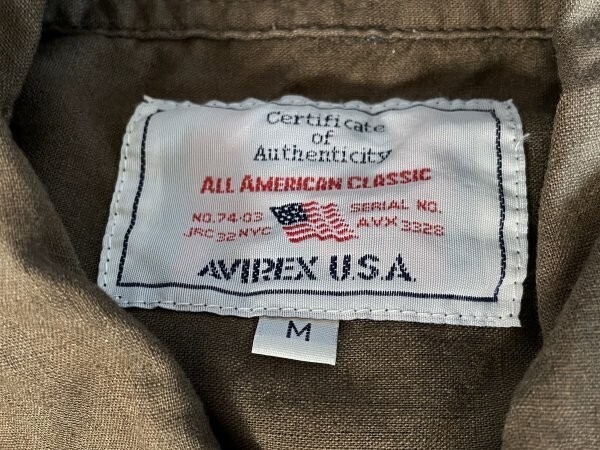 Certificate
of
Authenticity
ALL AMERICAN CLASSIC
NO. 74-03 SERIAL NO.
JRC 32 NYC AVX 3328
AVIREX U.S.A.
M